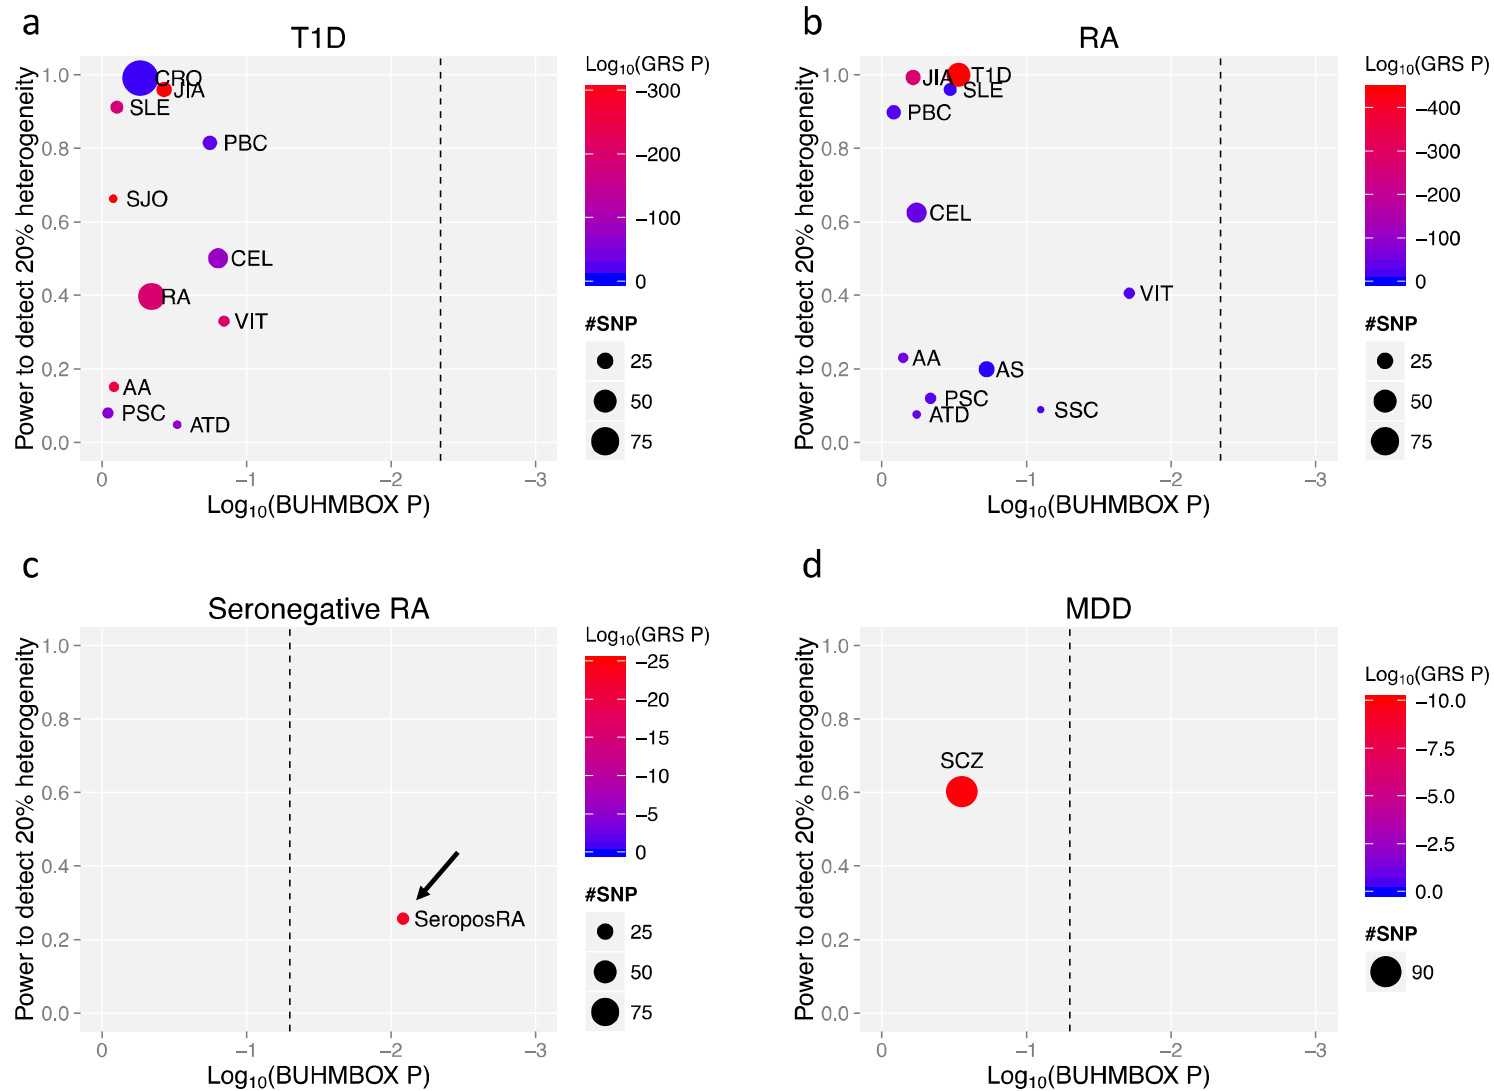 a
T1D
Power to detect 20% heterogeneity
1.0
0.8
0.6
0.4
0.2
0.0
CRO
JIA
SLE
PBC
SJO
CEL
RA
VIT
AA
PSC
ATD
0
−1
−2
−3
Log10(BUHMBOX P)
Log10(GRS P)
−300
−200
−100
0
#SNP
25
50
75
b
RA
Power to detect 20% heterogeneity
1.0
0.8
0.6
0.4
0.2
0.0
JIA
T1D
SLE
PBC
CEL
VIT
AA
AS
PSC
ATD
SSC
0
−1
−2
−3
Log10(BUHMBOX P)
Log10(GRS P)
−400
−300
−200
−100
0
#SNP
25
50
75
c
Seronegative RA
Power to detect 20% heterogeneity
1.0
0.8
0.6
0.4
0.2
0.0
SeroposRA
0
−1
−2
−3
Log10(BUHMBOX P)
Log10(GRS P)
−25
−20
−15
−10
−5
0
#SNP
25
50
75
d
MDD
Power to detect 20% heterogeneity
1.0
0.8
0.6
0.4
0.2
0.0
SCZ
0
−1
−2
−3
Log10(BUHMBOX P)
Log10(GRS P)
−10.0
−7.5
−5.0
−2.5
0.0
#SNP
90